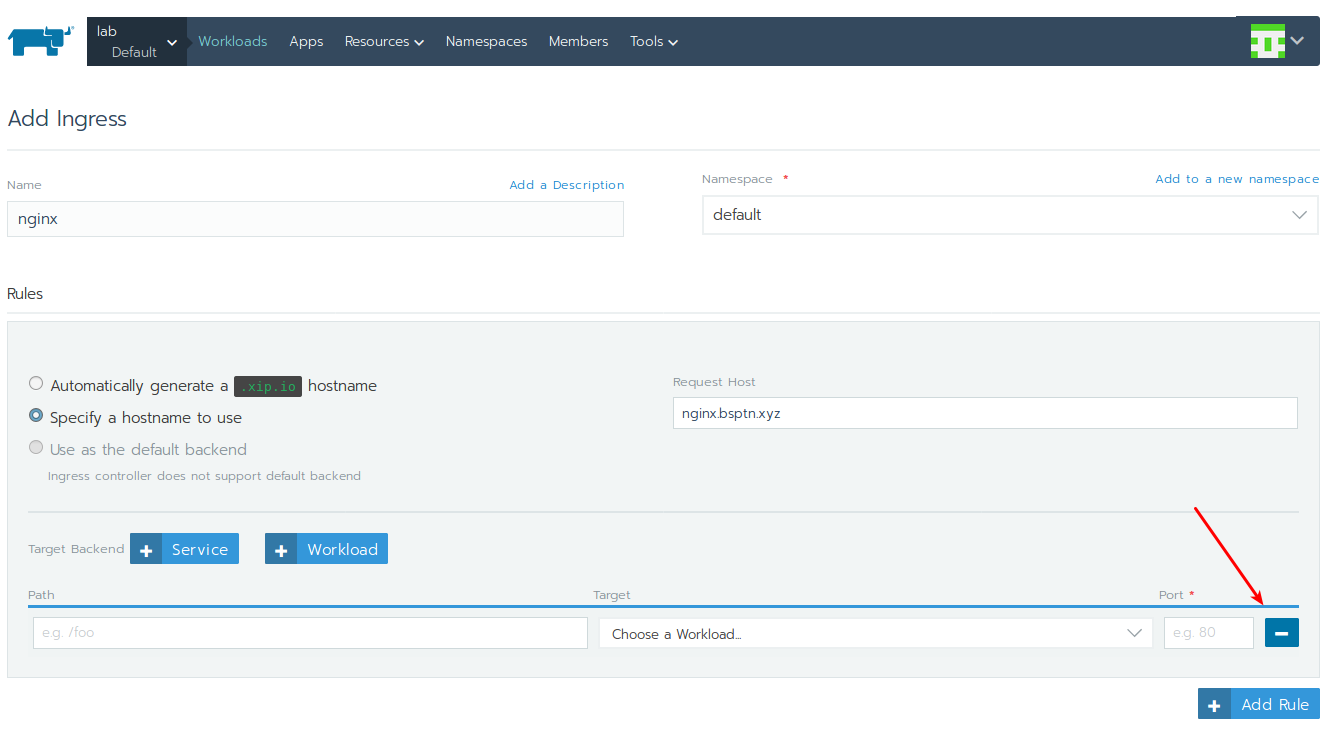 lab
Default
Workloads Apps Resources Namespaces Members Tools
Add Ingress
Name Add a Description
nginx
Namespace * Add to a new namespace
default
Rules
Automatically generate a .xip.io hostname
Specify a hostname to use
Use as the default backend
Ingress controller does not support default backend
Request Host
nginx.bsptn.xyz
Target Backend + Service + Workload
Path Target Port *
e.g. /foo Choose a Workload... e.g. 80
+ Add Rule